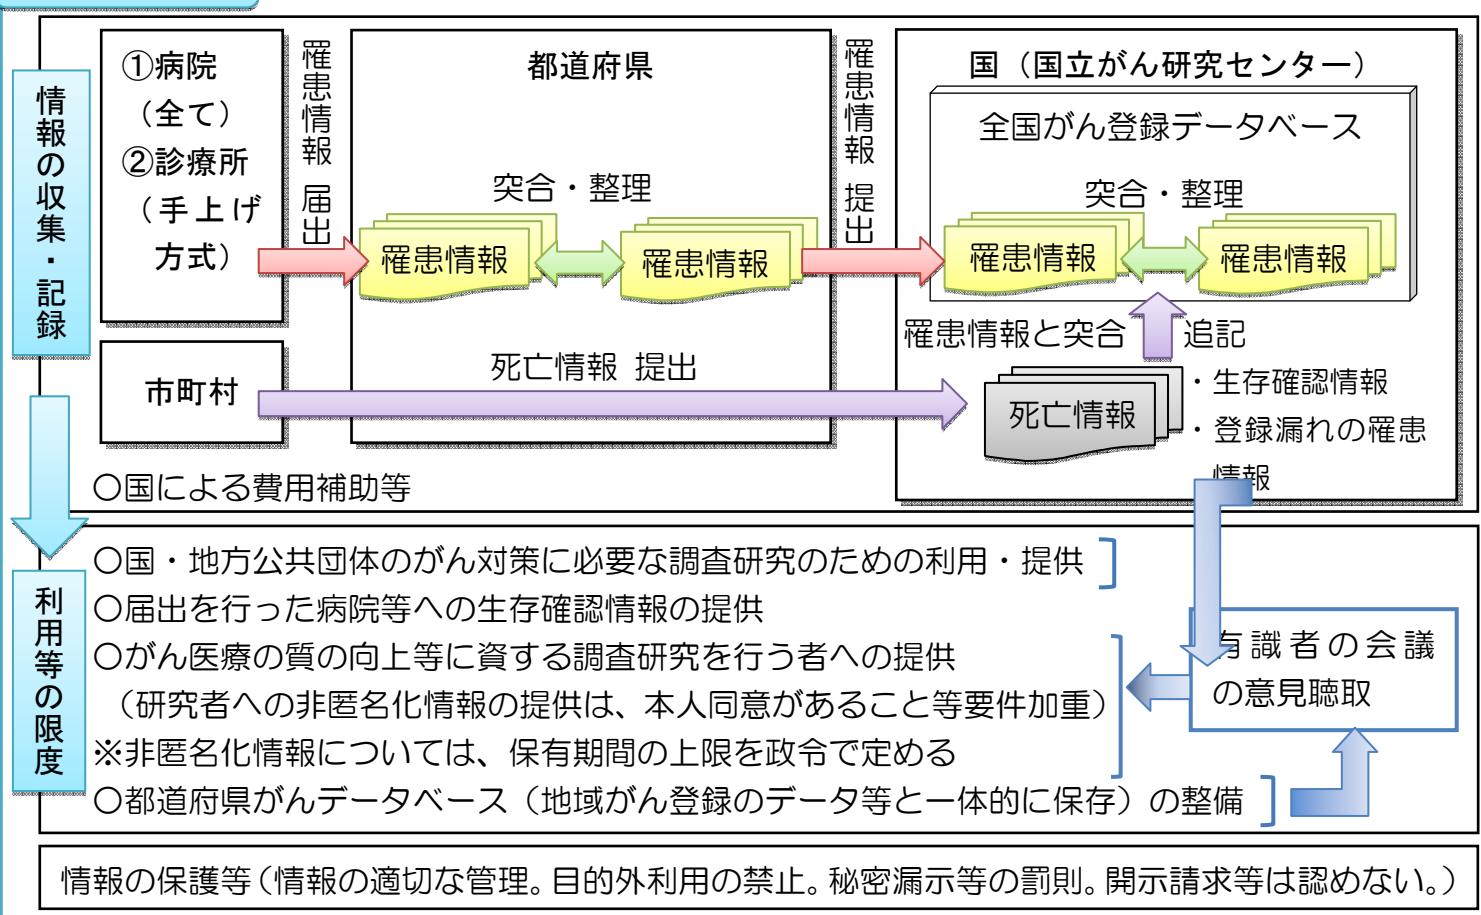 情報の収集・記録
①病院
（全て）
②診療所
（手上げ
方式）
罹患情報 届出
都道府県
突合・整理
罹患情報
罹患情報
罹患情報 提出
国（国立がん研究センター）
全国がん登録データベース
突合・整理
罹患情報
罹患情報
罹患情報と突合
追記
市町村
死亡情報 提出
死亡情報
・生存確認情報
・登録漏れの罹患
情報
〇国による費用補助等
利用等の限度
〇国・地方公共団体のがん対策に必要な調査研究のための利用・提供
〇届出を行った病院等への生存確認情報の提供
〇がん医療の質の向上等に資する調査研究を行う者への提供
（研究者への非匿名化情報の提供は、本人同意があること等要件加重）
※非匿名化情報については、保有期間の上限を政令で定める
〇都道府県がんデータベース（地域がん登録のデータ等と一体的に保存）の整備
有識者の会議
の意見聴取
情報の保護等（情報の適切な管理。目的外利用の禁止。秘密漏示等の罰則。開示請求等は認めない。）